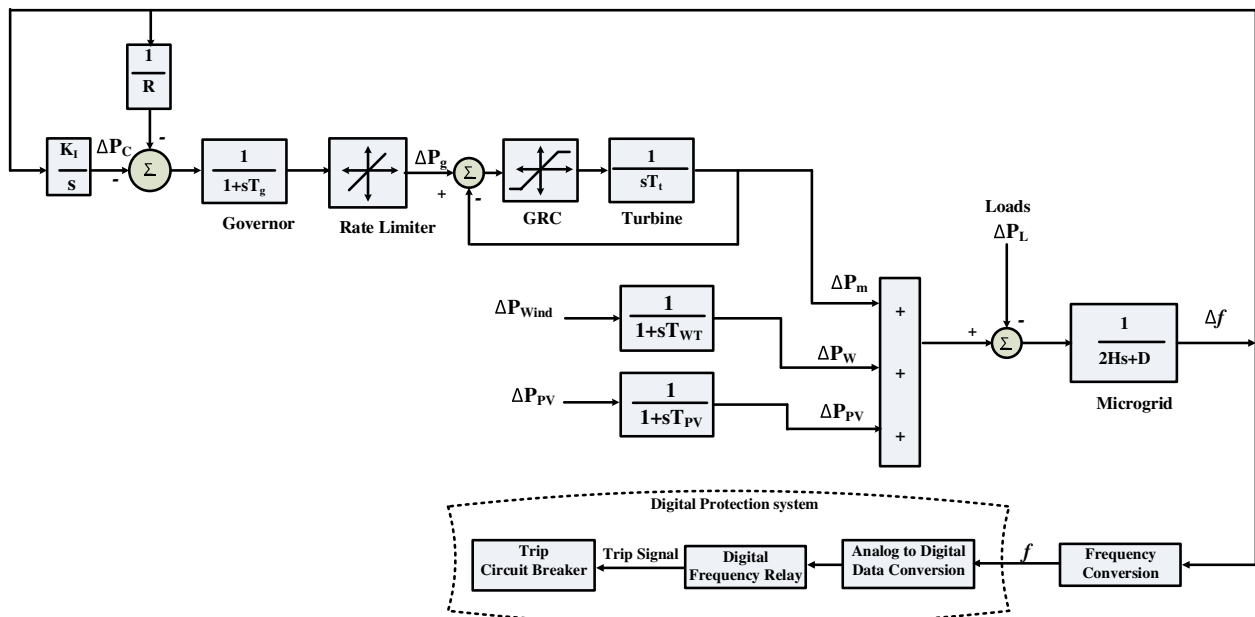 1
R
-
K_I
s
ΔP_C
-
Σ
1
1+sT_g
Governor
Rate Limiter
ΔP_g
+
Σ
-
GRC
1
sT_t
Turbine
Loads
ΔP_L
ΔP_Wind
1
1+sT_WT
ΔP_W
ΔP_PV
1
1+sT_PV
ΔP_PV
ΔP_m
+
+
+
+
-
Σ
1
2Hs+D
Microgrid
Δf
Digital Protection system
Trip
Circuit Breaker
Trip Signal
Digital
Frequency Relay
Analog to Digital
Data Conversion
f
Frequency
Conversion